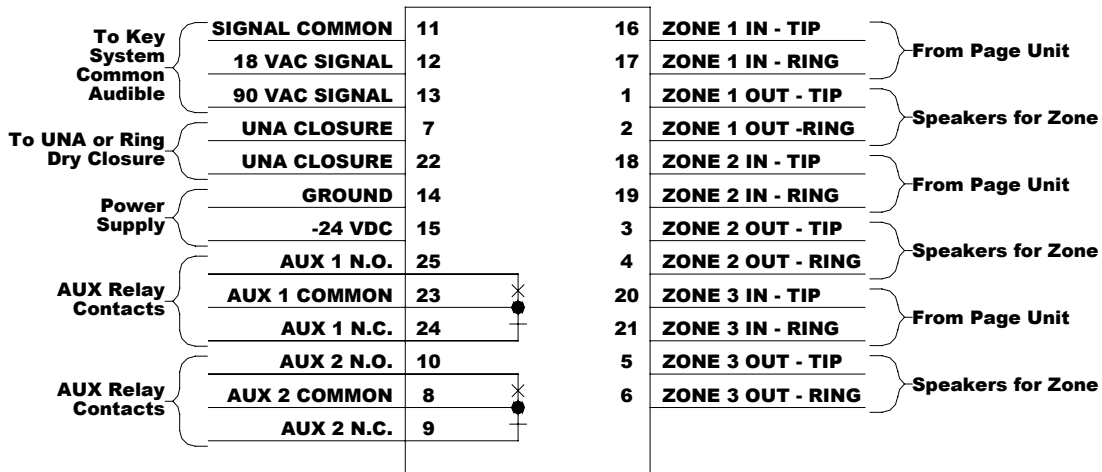 To Key
System
Common
Audible
SIGNAL COMMON 11
18 VAC SIGNAL 12
90 VAC SIGNAL 13
To UNA or Ring
Dry Closure
UNA CLOSURE 7
UNA CLOSURE 22
Power
Supply
GROUND 14
-24 VDC 15
AUX Relay
Contacts
AUX 1 N.O. 25
AUX 1 COMMON 23
AUX 1 N.C. 24
AUX Relay
Contacts
AUX 2 N.O. 10
AUX 2 COMMON 8
AUX 2 N.C. 9
16 ZONE 1 IN - TIP
17 ZONE 1 IN - RING
From Page Unit
1 ZONE 1 OUT - TIP
2 ZONE 1 OUT -RING
Speakers for Zone
18 ZONE 2 IN - TIP
19 ZONE 2 IN - RING
From Page Unit
3 ZONE 2 OUT - TIP
4 ZONE 2 OUT - RING
Speakers for Zone
20 ZONE 3 IN - TIP
21 ZONE 3 IN - RING
From Page Unit
5 ZONE 3 OUT - TIP
6 ZONE 3 OUT - RING
Speakers for Zone